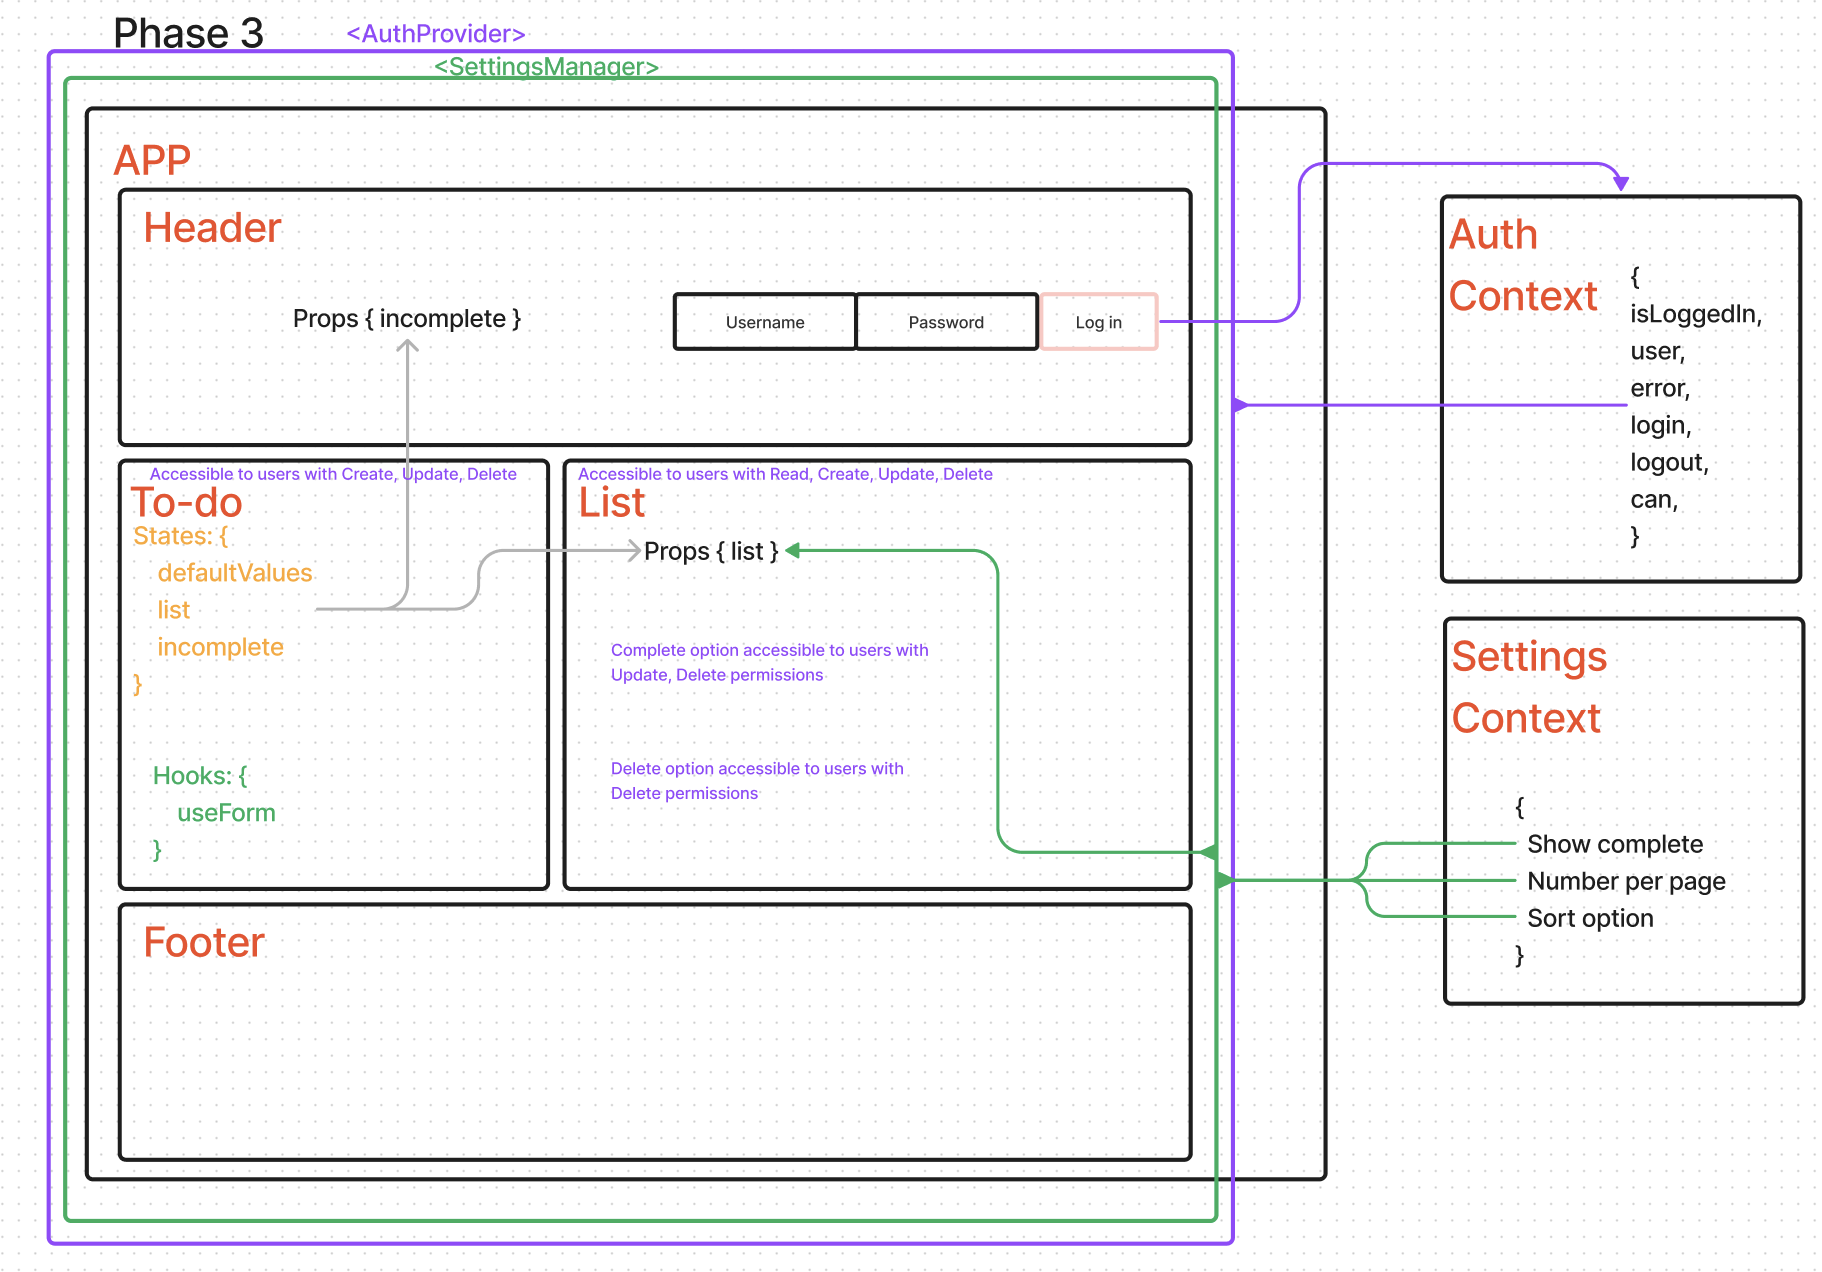 Phase 3
<AuthProvider>
<SettingsManager>
APP
Header
Props { incomplete }
Username
Password
Log in
Accessible to users with Create, Update, Delete
To-do
States: {
defaultValues
list
incomplete
}
Hooks: {
useForm
}
Accessible to users with Read, Create, Update, Delete
List
Props { list }
Complete option accessible to users with
Update, Delete permissions
Delete option accessible to users with
Delete permissions
Footer
Auth
Context
{
isLoggedIn,
user,
error,
login,
logout,
can,
}
Settings
Context
{
Show complete
Number per page
Sort option
}